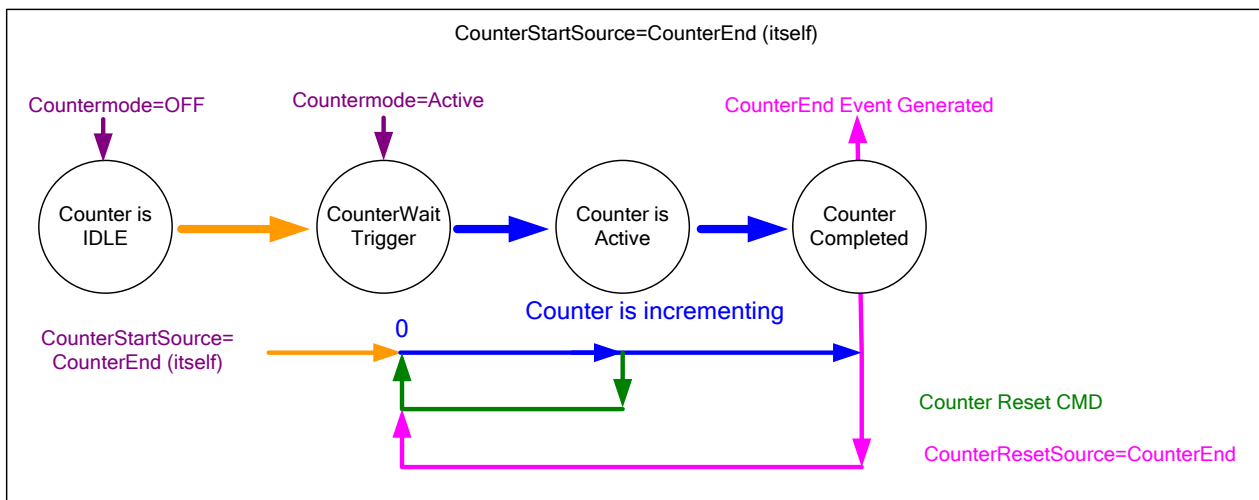 CounterStartSource=CounterEnd (itself)
Countermode=OFF
Countermode=Active
CounterEnd Event Generated
Counter is
IDLE
CounterWait
Trigger
Counter is
Active
Counter
Completed
Counter is incrementing
0
CounterStartSource=
CounterEnd (itself)
Counter Reset CMD
CounterResetSource=CounterEnd